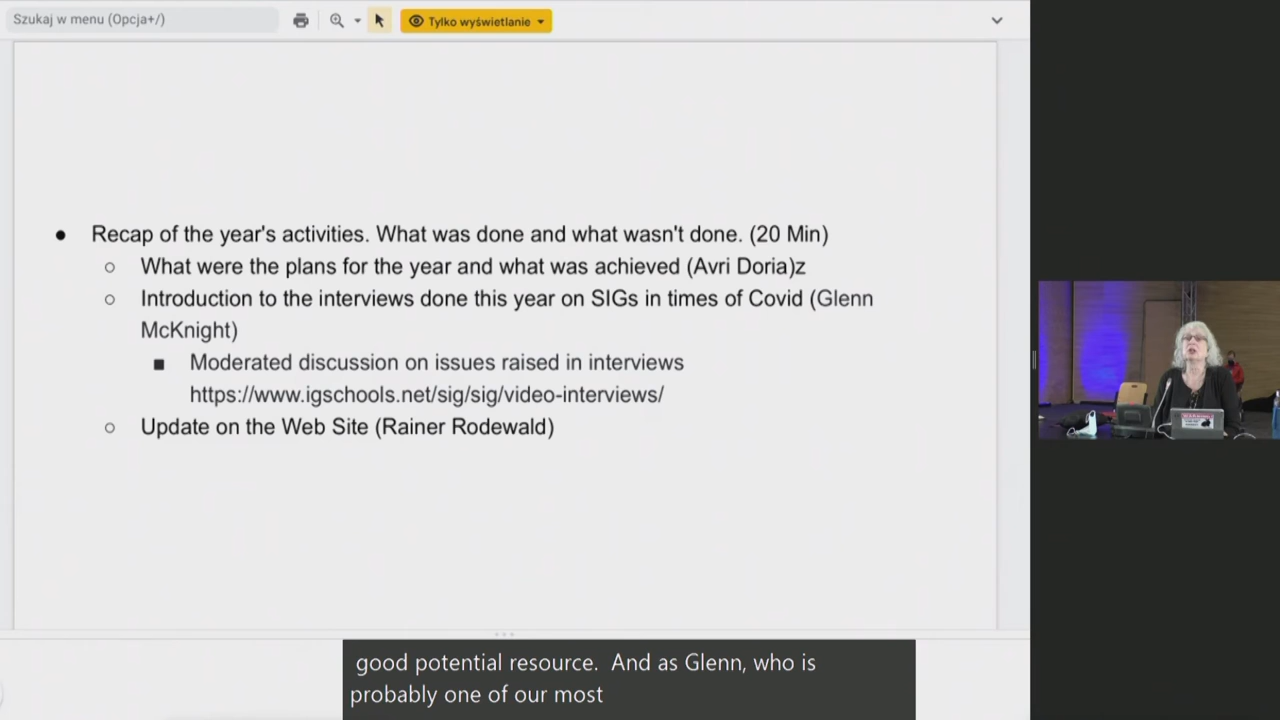 Szukaj w menu (Opcja+/)
Tylko wyświetlanie
● Recap of the year's activities. What was done and what wasn't done. (20 Min)
○ What were the plans for the year and what was achieved (Avri Doria)z
○ Introduction to the interviews done this year on SIGs in times of Covid (Glenn
McKnight)
■ Moderated discussion on issues raised in interviews
https://www.igschools.net/sig/sig/video-interviews/
○ Update on the Web Site (Rainer Rodewald)
good potential resource. And as Glenn, who is
probably one of our most